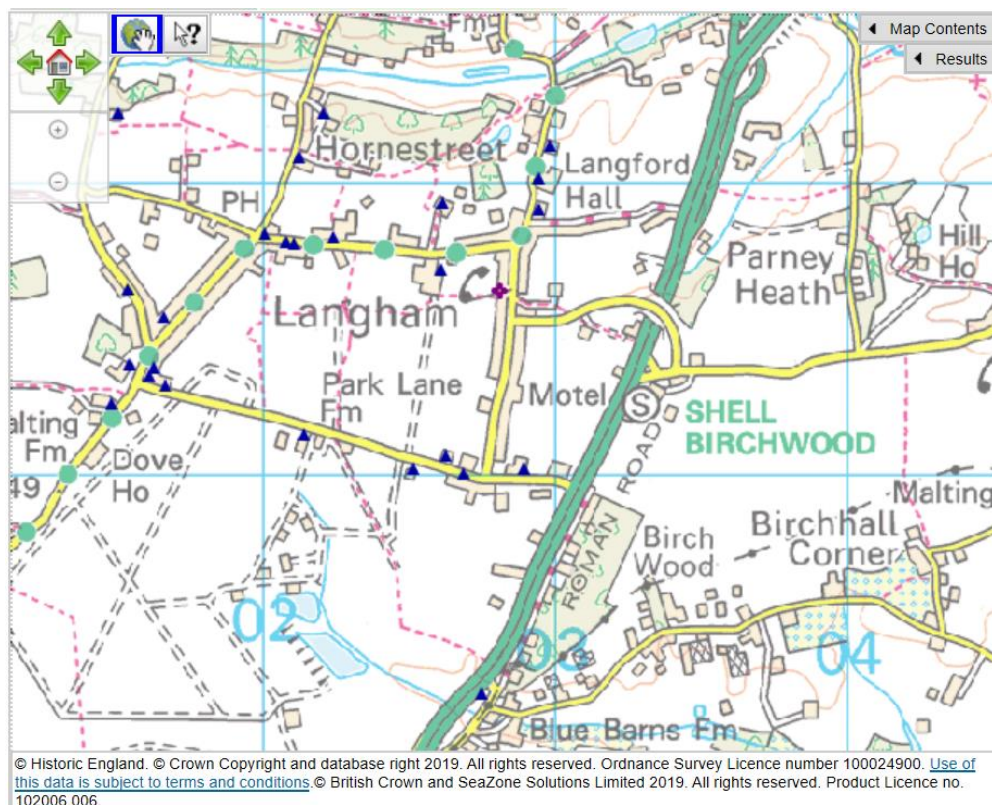 Fm
Map Contents
Results
Hornestreet
Langford
Hall
PH
Hill
Ho
Parney
Heath
Langham
Park Lane
Fm
Motel
S
SHELL
BIRCHWOOD
alting
Fm
49
Dove
Ho
ROMAN ROAD
Malting
Birchhall
Corner
Birch
Wood
02
03
04
Blue Barns Fm
© Historic England. © Crown Copyright and database right 2019. All rights reserved. Ordnance Survey Licence number 100024900. Use of
this data is subject to terms and conditions.© British Crown and SeaZone Solutions Limited 2019. All rights reserved. Product Licence no.
102006.006